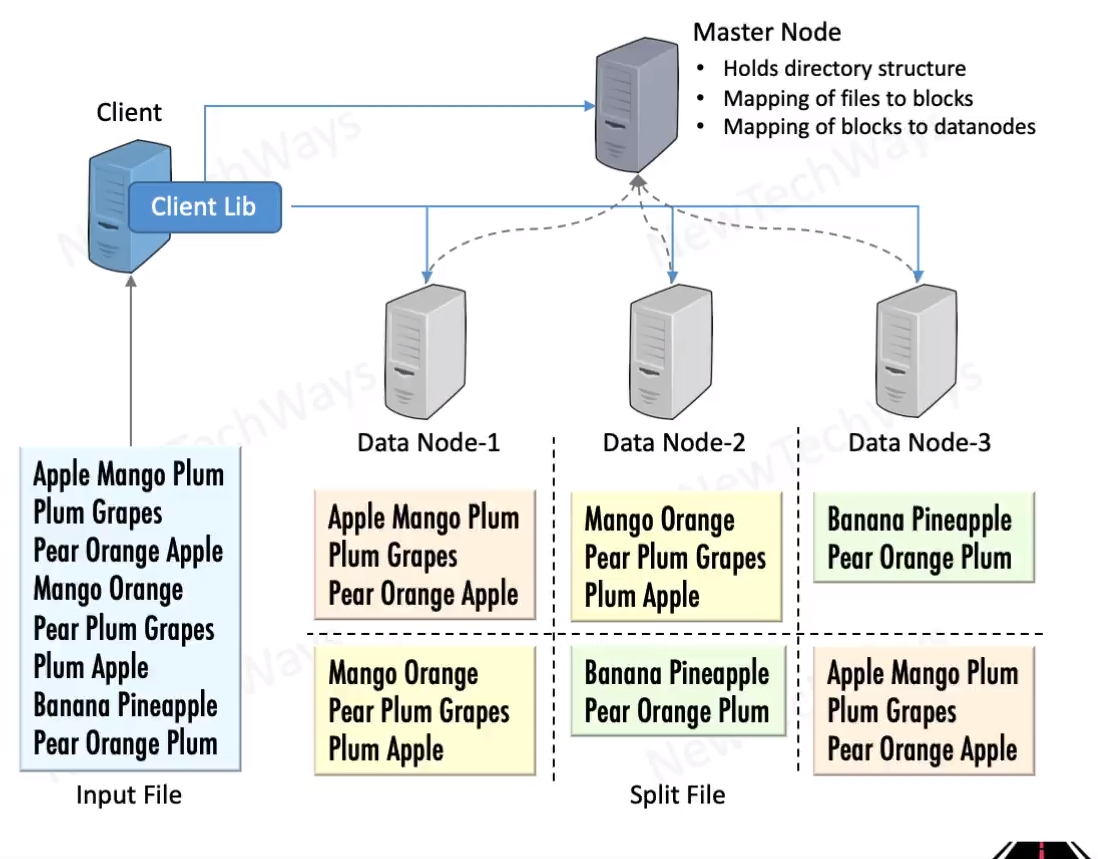 Master Node
• Holds directory structure
• Mapping of files to blocks
• Mapping of blocks to datanodes
Client
Client Lib
Data Node-1
Data Node-2
Data Node-3
Apple Mango Plum
Plum Grapes
Pear Orange Apple
Mango Orange
Pear Plum Grapes
Plum Apple
Banana Pineapple
Pear Orange Plum
Input File
Apple Mango Plum
Plum Grapes
Pear Orange Apple
Mango Orange
Pear Plum Grapes
Plum Apple
Banana Pineapple
Pear Orange Plum
Mango Orange
Pear Plum Grapes
Plum Apple
Banana Pineapple
Pear Orange Plum
Apple Mango Plum
Plum Grapes
Pear Orange Apple
Split File
NewTechWays
NewTechWays
NewTechWays
NewTechWays